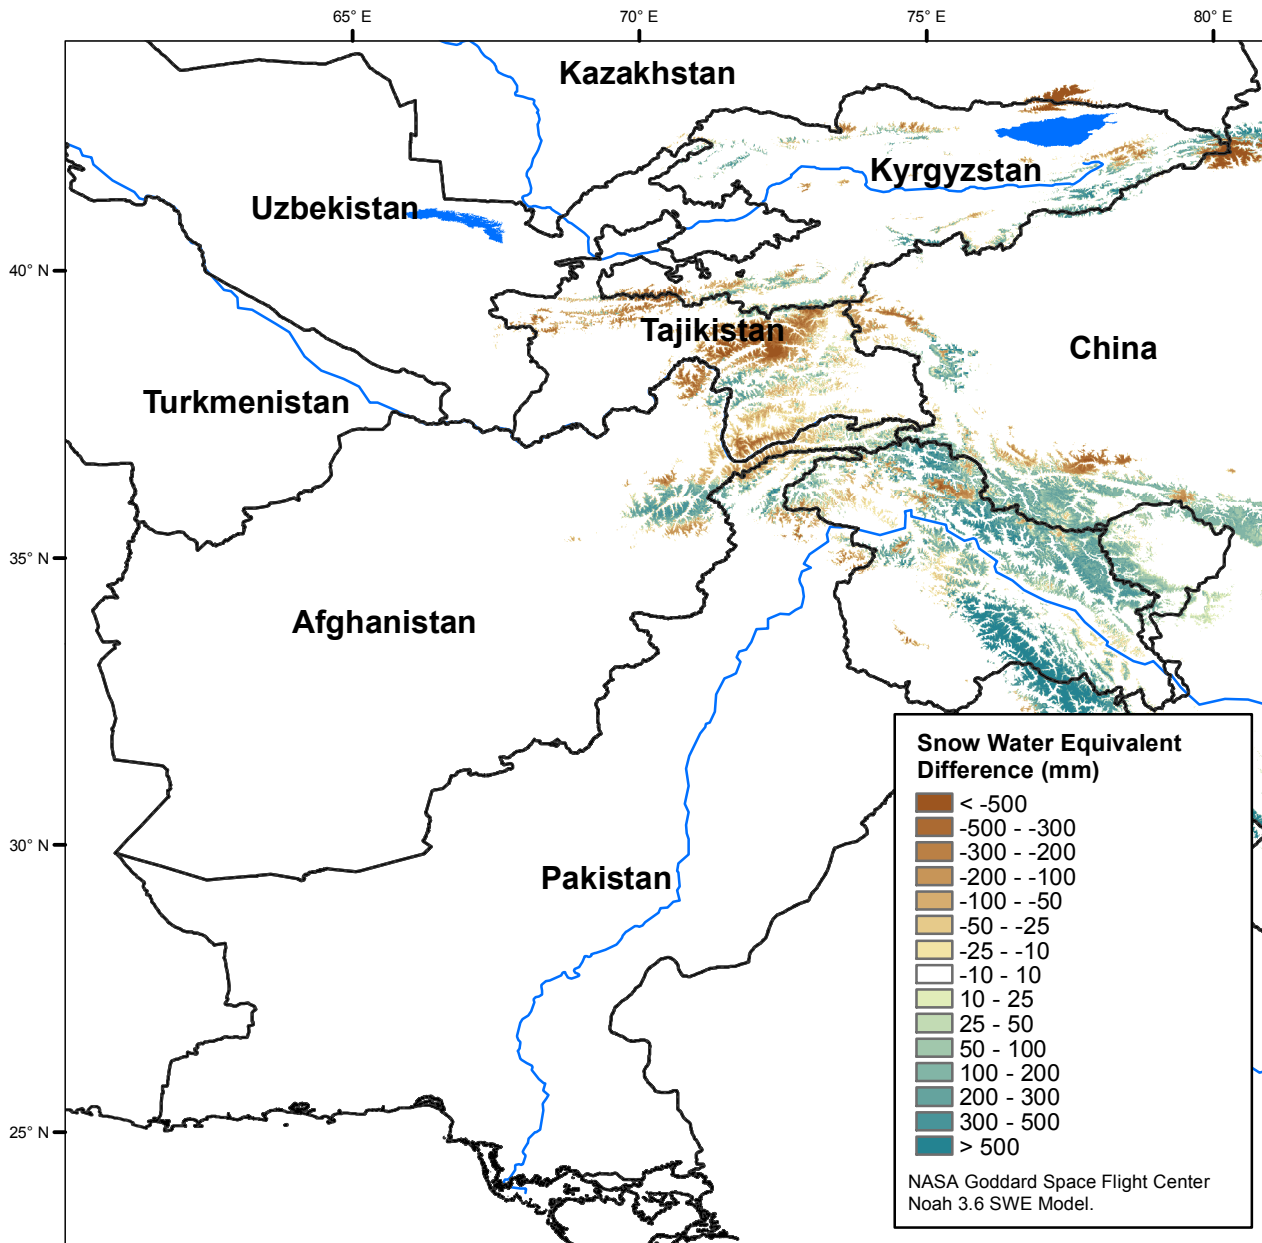 65° E
70° E
75° E
80° E
Kazakhstan
Kyrgyzstan
Uzbekistan
40° N
Tajikistan
China
Turkmenistan
35° N
Afghanistan
30° N
Pakistan
25° N
Snow Water Equivalent
Difference (mm)
< -500
-500 - -300
-300 - -200
-200 - -100
-100 - -50
-50 - -25
-25 - -10
-10 - 10
10 - 25
25 - 50
50 - 100
100 - 200
200 - 300
300 - 500
> 500
NASA Goddard Space Flight Center
Noah 3.6 SWE Model.